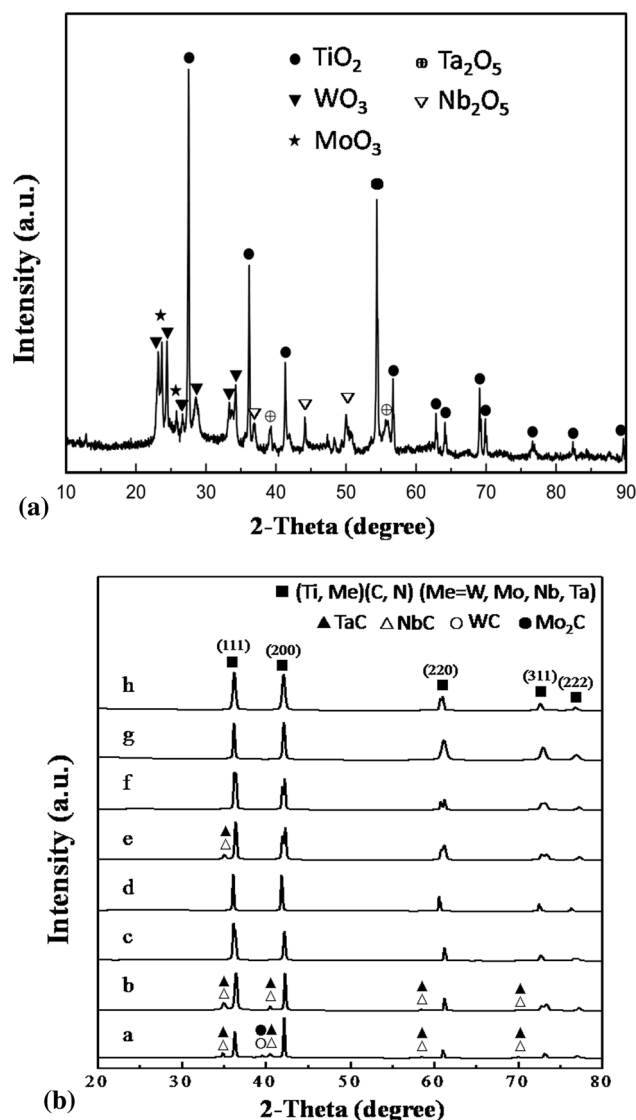 TiO2
Ta2O5
WO3
Nb2O5
MoO3
Intensity (a.u.)
10 20 30 40 50 60 70 80 90
(a)
2-Theta (degree)
(Ti, Me)(C, N) (Me=W, Mo, Nb, Ta)
TaC NbC WC Mo2C
(111) (200) (220) (311) (222)
h
g
f
e
d
c
b
a
Intensity (a.u.)
20 30 40 50 60 70 80
(b)
2-Theta (degree)